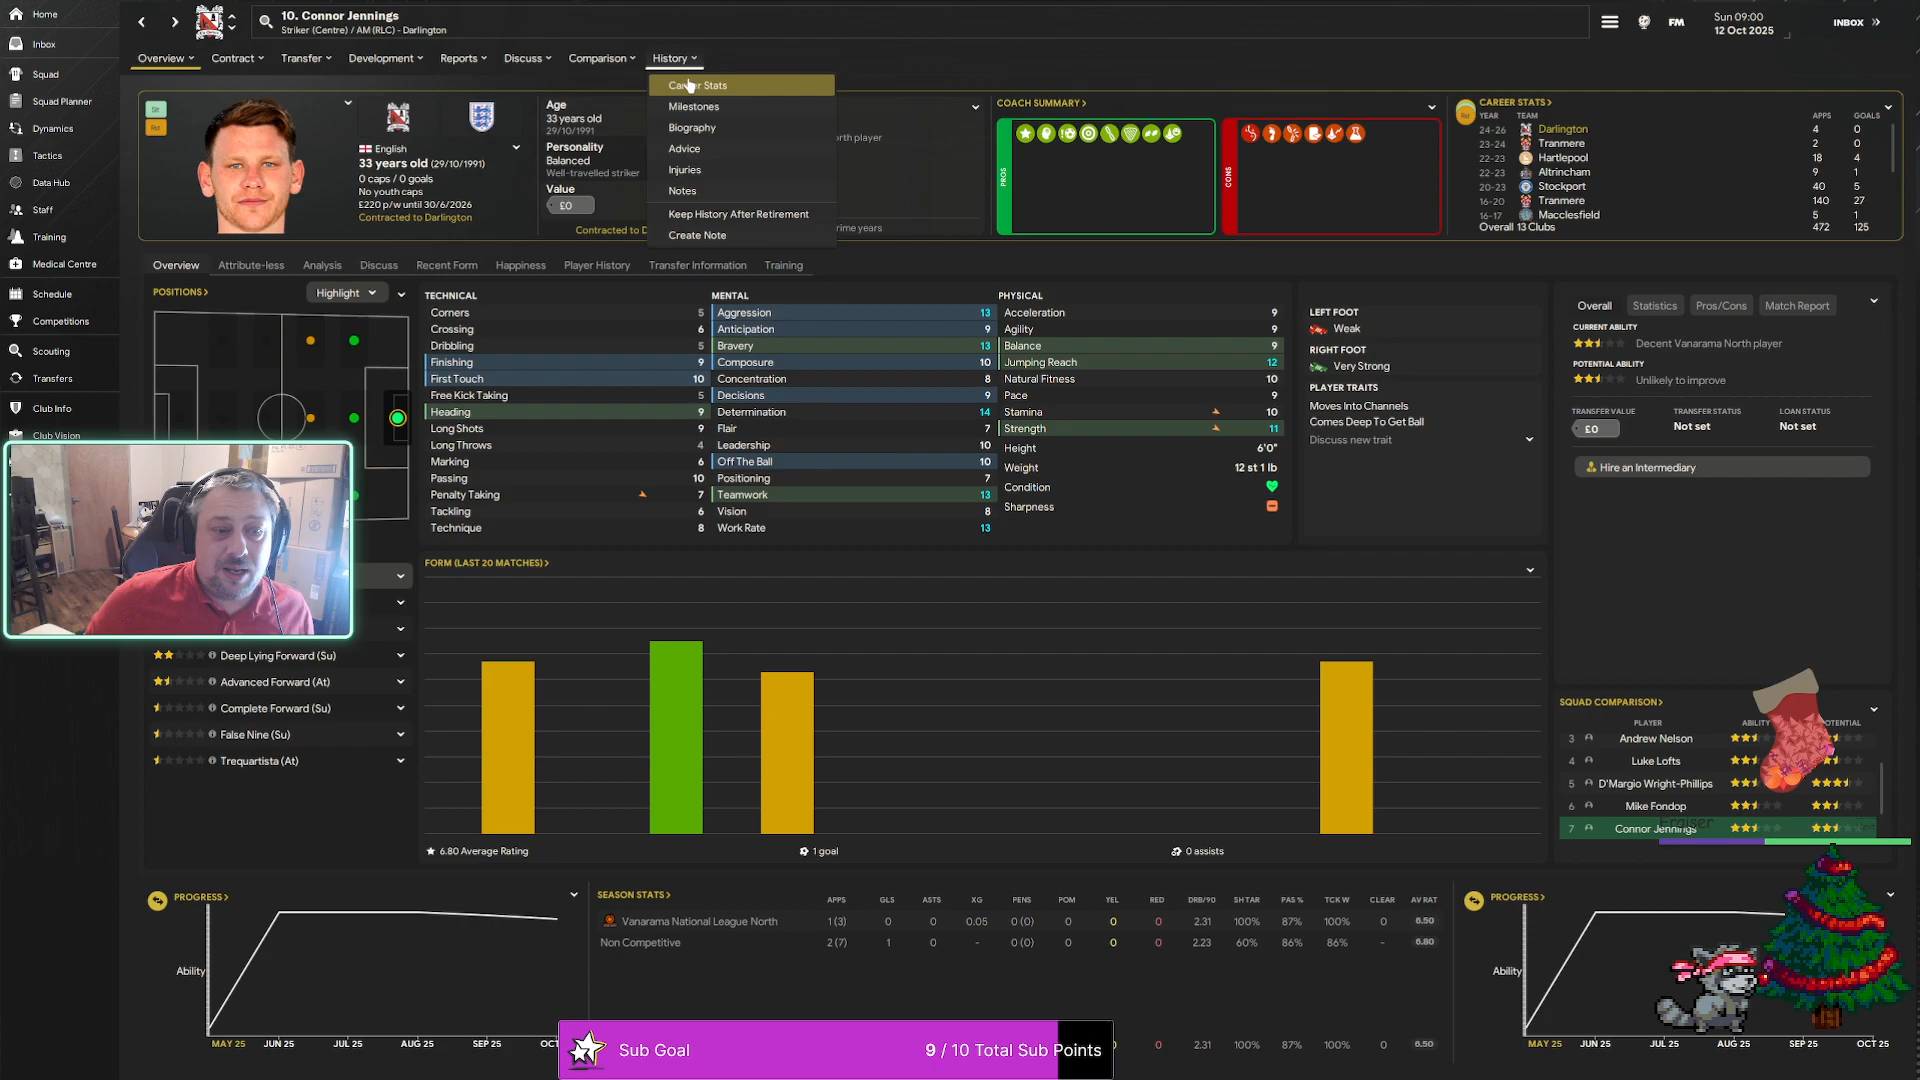 Home
Inbox
Squad
Squad Planner
Dynamics
Tactics
Data Hub
Staff
Training
Medical Centre
Schedule
Competitions
Scouting
Transfers
Club Info
Club Vision
10. Connor Jennings
Striker (Centre) / AM (RLC) - Darlington
FM
Sun 09:00
12 Oct 2025
INBOX
Overview
Contract
Transfer
Development
Reports
Discuss
Comparison
History
Career Stats
Milestones
Biography
Advice
Injuries
Notes
Keep History After Retirement
Create Note
English
33 years old (29/10/1991)
0 caps / 0 goals
No youth caps
£220 p/w until 30/6/2026
Contracted to Darlington
Age
33 years old
29/10/1991
Personality
Balanced
Well-travelled striker
Value
£0
COACH SUMMARY
PROS
CONS
CAREER STATS
YEAR TEAM APPS GOALS
24-26 Darlington 4 0
23-24 Tranmere 2 0
22-23 Hartlepool 18 4
22-23 Altrincham 9 1
20-23 Stockport 40 5
16-20 Tranmere 140 27
16-17 Macclesfield 5 1
Overall 13 Clubs 472 125
Overview
Attribute-less
Analysis
Discuss
Recent Form
Happiness
Player History
Transfer Information
Training
POSITIONS
Highlight
TECHNICAL
Corners 5
Crossing 6
Dribbling 5
Finishing 9
First Touch 10
Free Kick Taking 5
Heading 9
Long Shots 9
Long Throws 4
Marking 6
Passing 10
Penalty Taking 7
Tackling 6
Technique 8
MENTAL
Aggression 13
Anticipation 9
Bravery 13
Composure 10
Concentration 8
Decisions 9
Determination 14
Flair 7
Leadership 10
Off The Ball 10
Positioning 7
Teamwork 13
Vision 8
Work Rate 13
PHYSICAL
Acceleration 9
Agility 9
Balance 9
Jumping Reach 12
Natural Fitness 10
Pace 9
Stamina 10
Strength 11
Height 6'0"
Weight 12 st 1 lb
Condition
Sharpness
LEFT FOOT
Weak
RIGHT FOOT
Very Strong
PLAYER TRAITS
Moves Into Channels
Comes Deep To Get Ball
Discuss new trait
Overall
Statistics
Pros/Cons
Match Report
CURRENT ABILITY
Decent Vanarama North player
POTENTIAL ABILITY
Unlikely to improve
TRANSFER VALUE TRANSFER STATUS LOAN STATUS
£0 Not set Not set
Hire an Intermediary
Deep Lying Forward (Su)
Advanced Forward (At)
Complete Forward (Su)
False Nine (Su)
Trequartista (At)
FORM (LAST 20 MATCHES)
6.80 Average Rating
1 goal
0 assists
SQUAD COMPARISON
PLAYER
3 Andrew Nelson
4 Luke Lofts
5 D'Margio Wright-Phillips
6 Mike Fondop
7 Connor Jennings
PROGRESS
Ability
MAY 25 JUN 25 JUL 25 AUG 25 SEP 25
SEASON STATS
APPS GLS ASTS XG PENS POM YEL RED DRB/90 SH TAR PAS % TCK W CLEAR AV RAT
Vanarama National League North 1 (3) 0 0 0.05 0 (0) 0 0 0 2.31 100% 87% 100% 0 6.50
Non Competitive 2 (7) 1 0 - 0 (0) 0 0 0 2.23 60% 86% 86% - 6.80
0 2.31 100% 87% 100% 0 6.50
PROGRESS
Ability
MAY 25 JUN 25 JUL 25 AUG 25 SEP 25 OCT 25
Sub Goal
9 / 10 Total Sub Points